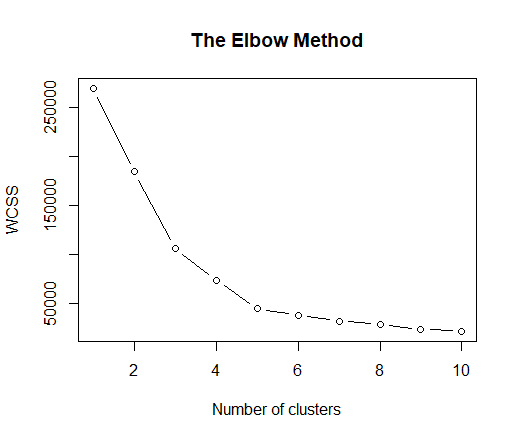 The Elbow Method
WCSS
250000
150000
50000
2 4 6 8 10
Number of clusters